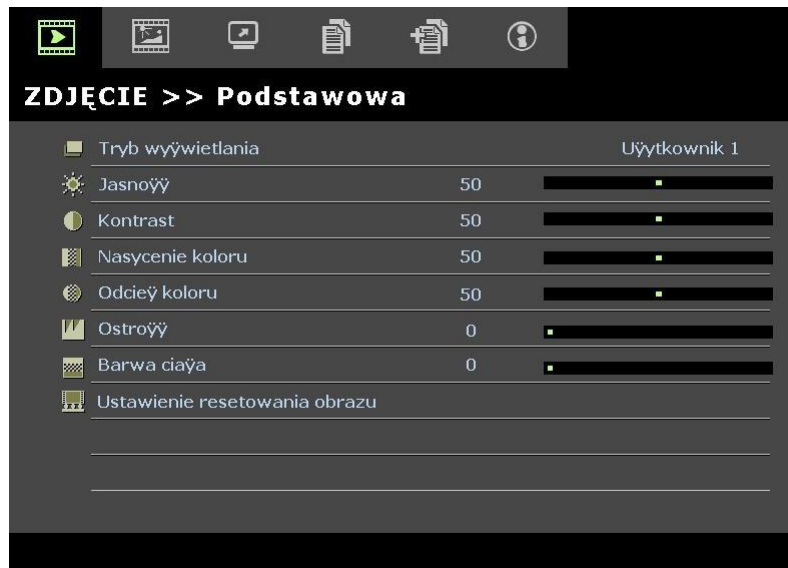 ZDJĘCIE >> Podstawowa
Tryb wyÿwietlania Uÿytkownik 1
Jasnoÿÿ 50
Kontrast 50
Nasycenie koloru 50
Odcieÿ koloru 50
Ostroÿÿ 0
Barwa ciaÿa 0
Ustawienie resetowania obrazu